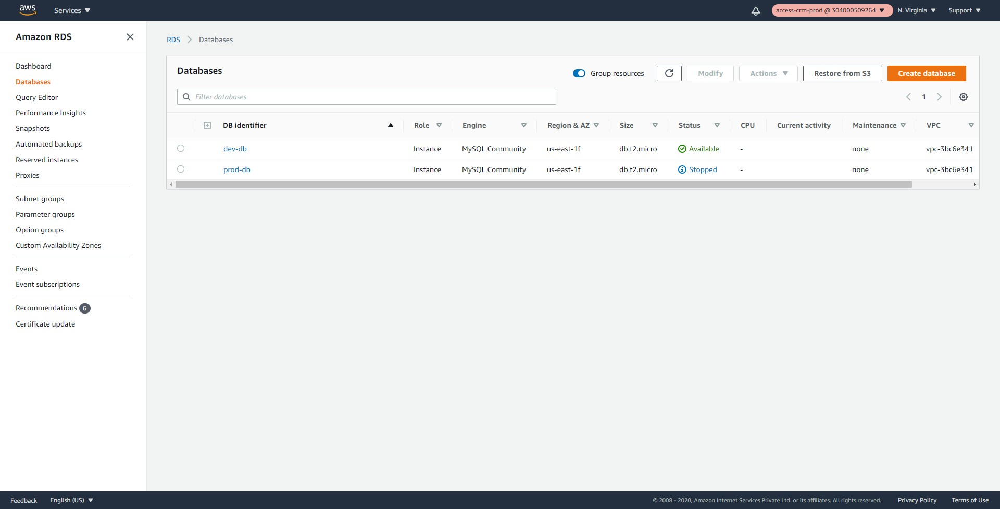 aws Services access-crm-prod @ 304000509264 N. Virginia Support
Amazon RDS
Dashboard
Databases
Query Editor
Performance Insights
Snapshots
Automated backups
Reserved instances
Proxies
Subnet groups
Parameter groups
Option groups
Custom Availability Zones
Events
Event subscriptions
Recommendations 6
Certificate update
RDS Databases
Databases Group resources Modify Actions Restore from S3 Create database
Filter databases 1
DB identifier Role Engine Region & AZ Size Status CPU Current activity Maintenance VPC
dev-db Instance MySQL Community us-east-1f db.t2.micro Available - none vpc-3bc6e341
prod-db Instance MySQL Community us-east-1f db.t2.micro Stopped - none vpc-3bc6e341
Feedback English (US) © 2008 - 2020, Amazon Internet Services Private Ltd. or its affiliates. All rights reserved. Privacy Policy Terms of Use